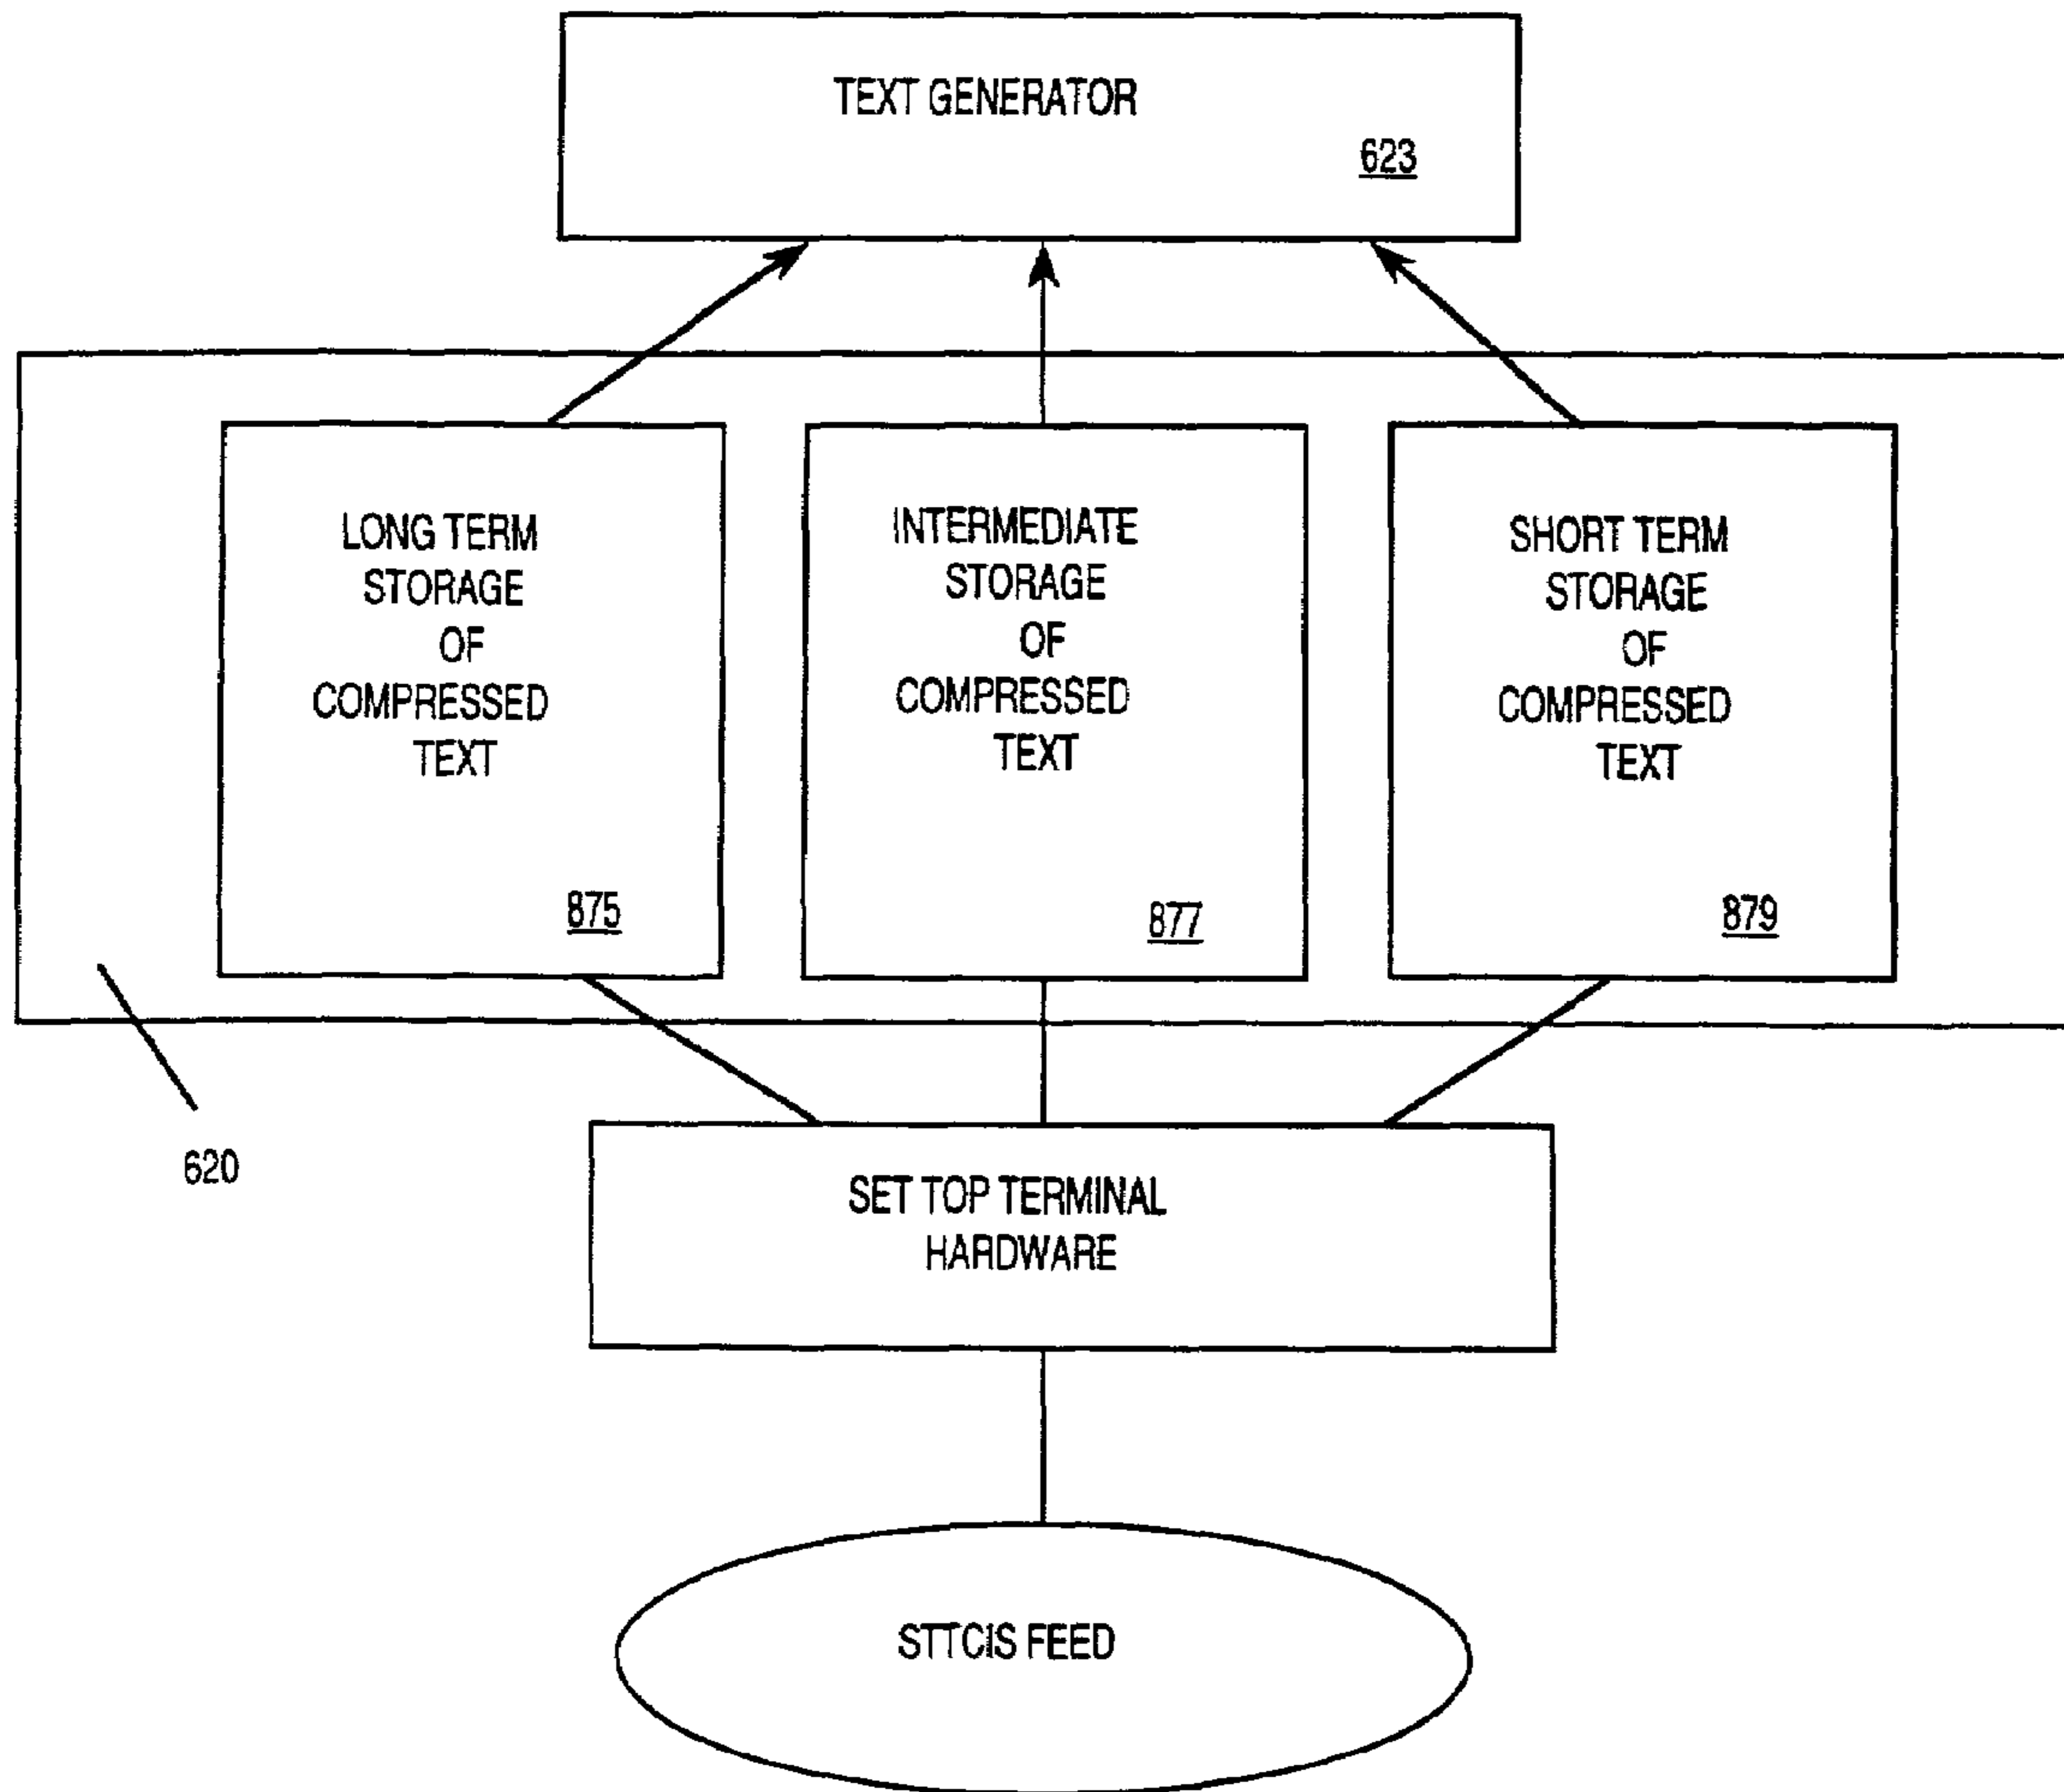 TEXT GENERATOR
623
LONG TERM
STORAGE
OF
COMPRESSED
TEXT
875
INTERMEDIATE
STORAGE
OF
COMPRESSED
TEXT
877
SHORT TERM
STORAGE
OF
COMPRESSED
TEXT
879
620
SET TOP TERMINAL
HARDWARE
STTCIS FEED